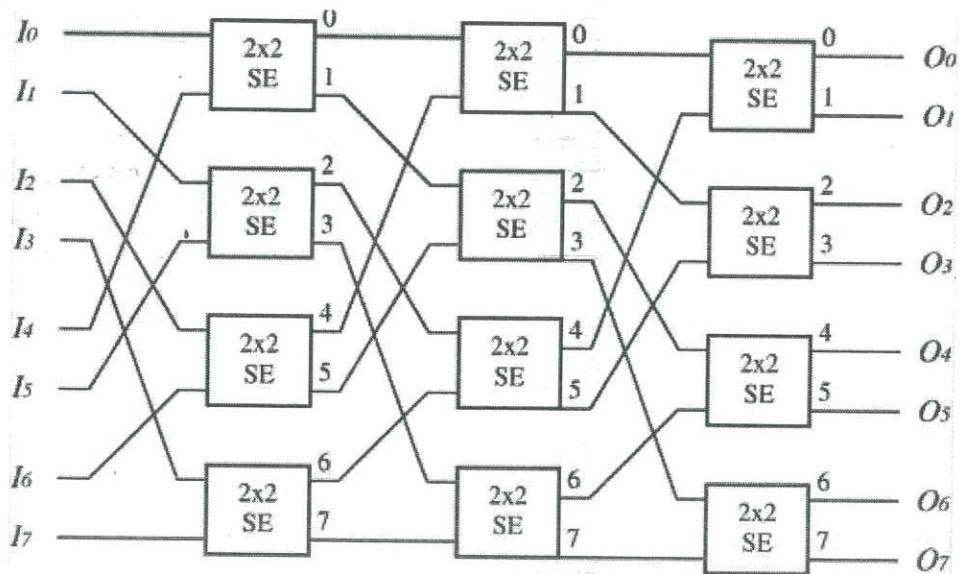 I0 2x2 SE 0 1 2x2 SE 0 1 2x2 SE 0 O0
I1 1 O1
I2 2x2 SE 2 3 2x2 SE 2 3 2x2 SE 2 O2
I3 3 O3
I4 2x2 SE 4 5 2x2 SE 4 5 2x2 SE 4 O4
I5 5 O5
I6 2x2 SE 6 7 2x2 SE 6 7 2x2 SE 6 O6
I7 7 O7